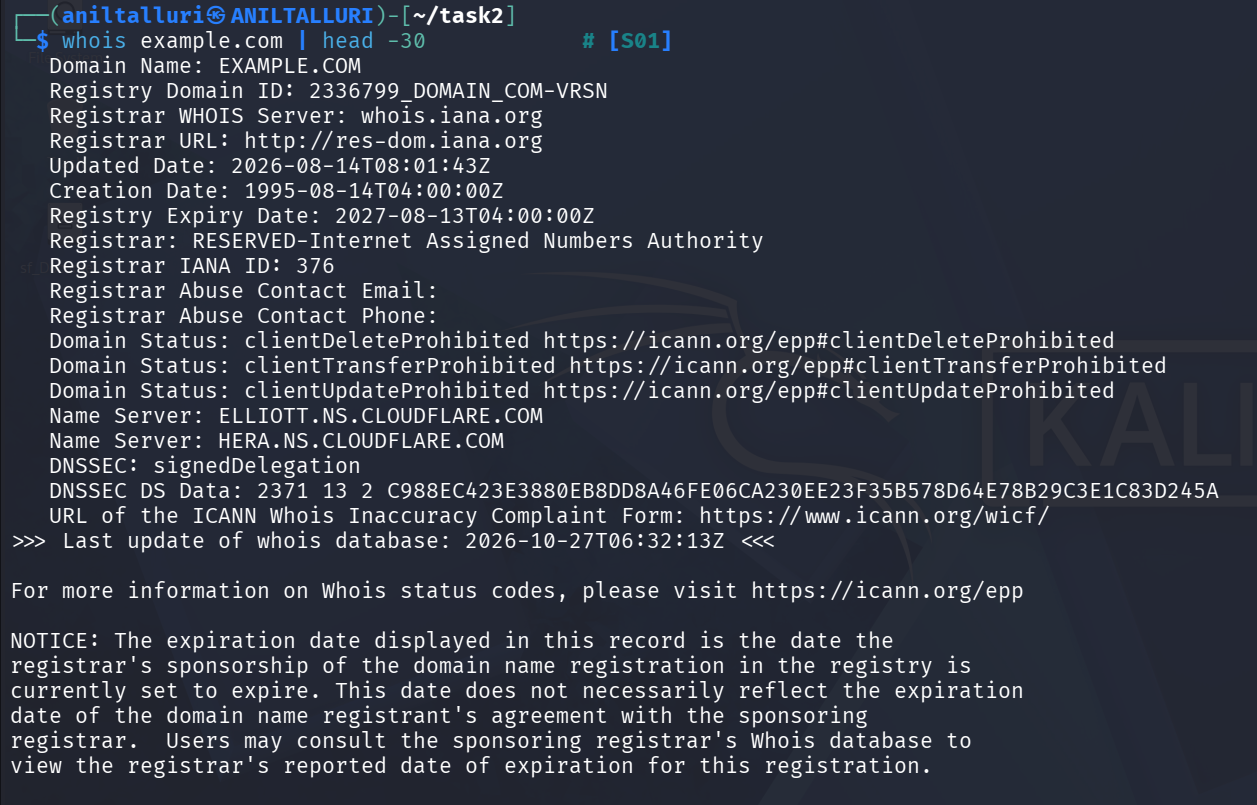 ┌──(aniltalluri㉿ANILTALLURI)-[~/task2]
└─$ whois example.com | head -30            # [S01]
   Domain Name: EXAMPLE.COM
   Registry Domain ID: 2336799_DOMAIN_COM-VRSN
   Registrar WHOIS Server: whois.iana.org
   Registrar URL: http://res-dom.iana.org
   Updated Date: 2026-08-14T08:01:43Z
   Creation Date: 1995-08-14T04:00:00Z
   Registry Expiry Date: 2027-08-13T04:00:00Z
   Registrar: RESERVED-Internet Assigned Numbers Authority
   Registrar IANA ID: 376
   Registrar Abuse Contact Email:
   Registrar Abuse Contact Phone:
   Domain Status: clientDeleteProhibited https://icann.org/epp#clientDeleteProhibited
   Domain Status: clientTransferProhibited https://icann.org/epp#clientTransferProhibited
   Domain Status: clientUpdateProhibited https://icann.org/epp#clientUpdateProhibited
   Name Server: ELLIOTT.NS.CLOUDFLARE.COM
   Name Server: HERA.NS.CLOUDFLARE.COM
   DNSSEC: signedDelegation
   DNSSEC DS Data: 2371 13 2 C988EC423E3880EB8DD8A46FE06CA230EE23F35B578D64E78B29C3E1C83D245A
   URL of the ICANN Whois Inaccuracy Complaint Form: https://www.icann.org/wicf/
>>> Last update of whois database: 2026-10-27T06:32:13Z <<<

For more information on Whois status codes, please visit https://icann.org/epp

NOTICE: The expiration date displayed in this record is the date the
registrar's sponsorship of the domain name registration in the registry is
currently set to expire. This date does not necessarily reflect the expiration
date of the domain name registrant's agreement with the sponsoring
registrar.  Users may consult the sponsoring registrar's Whois database to
view the registrar's reported date of expiration for this registration.
KALI